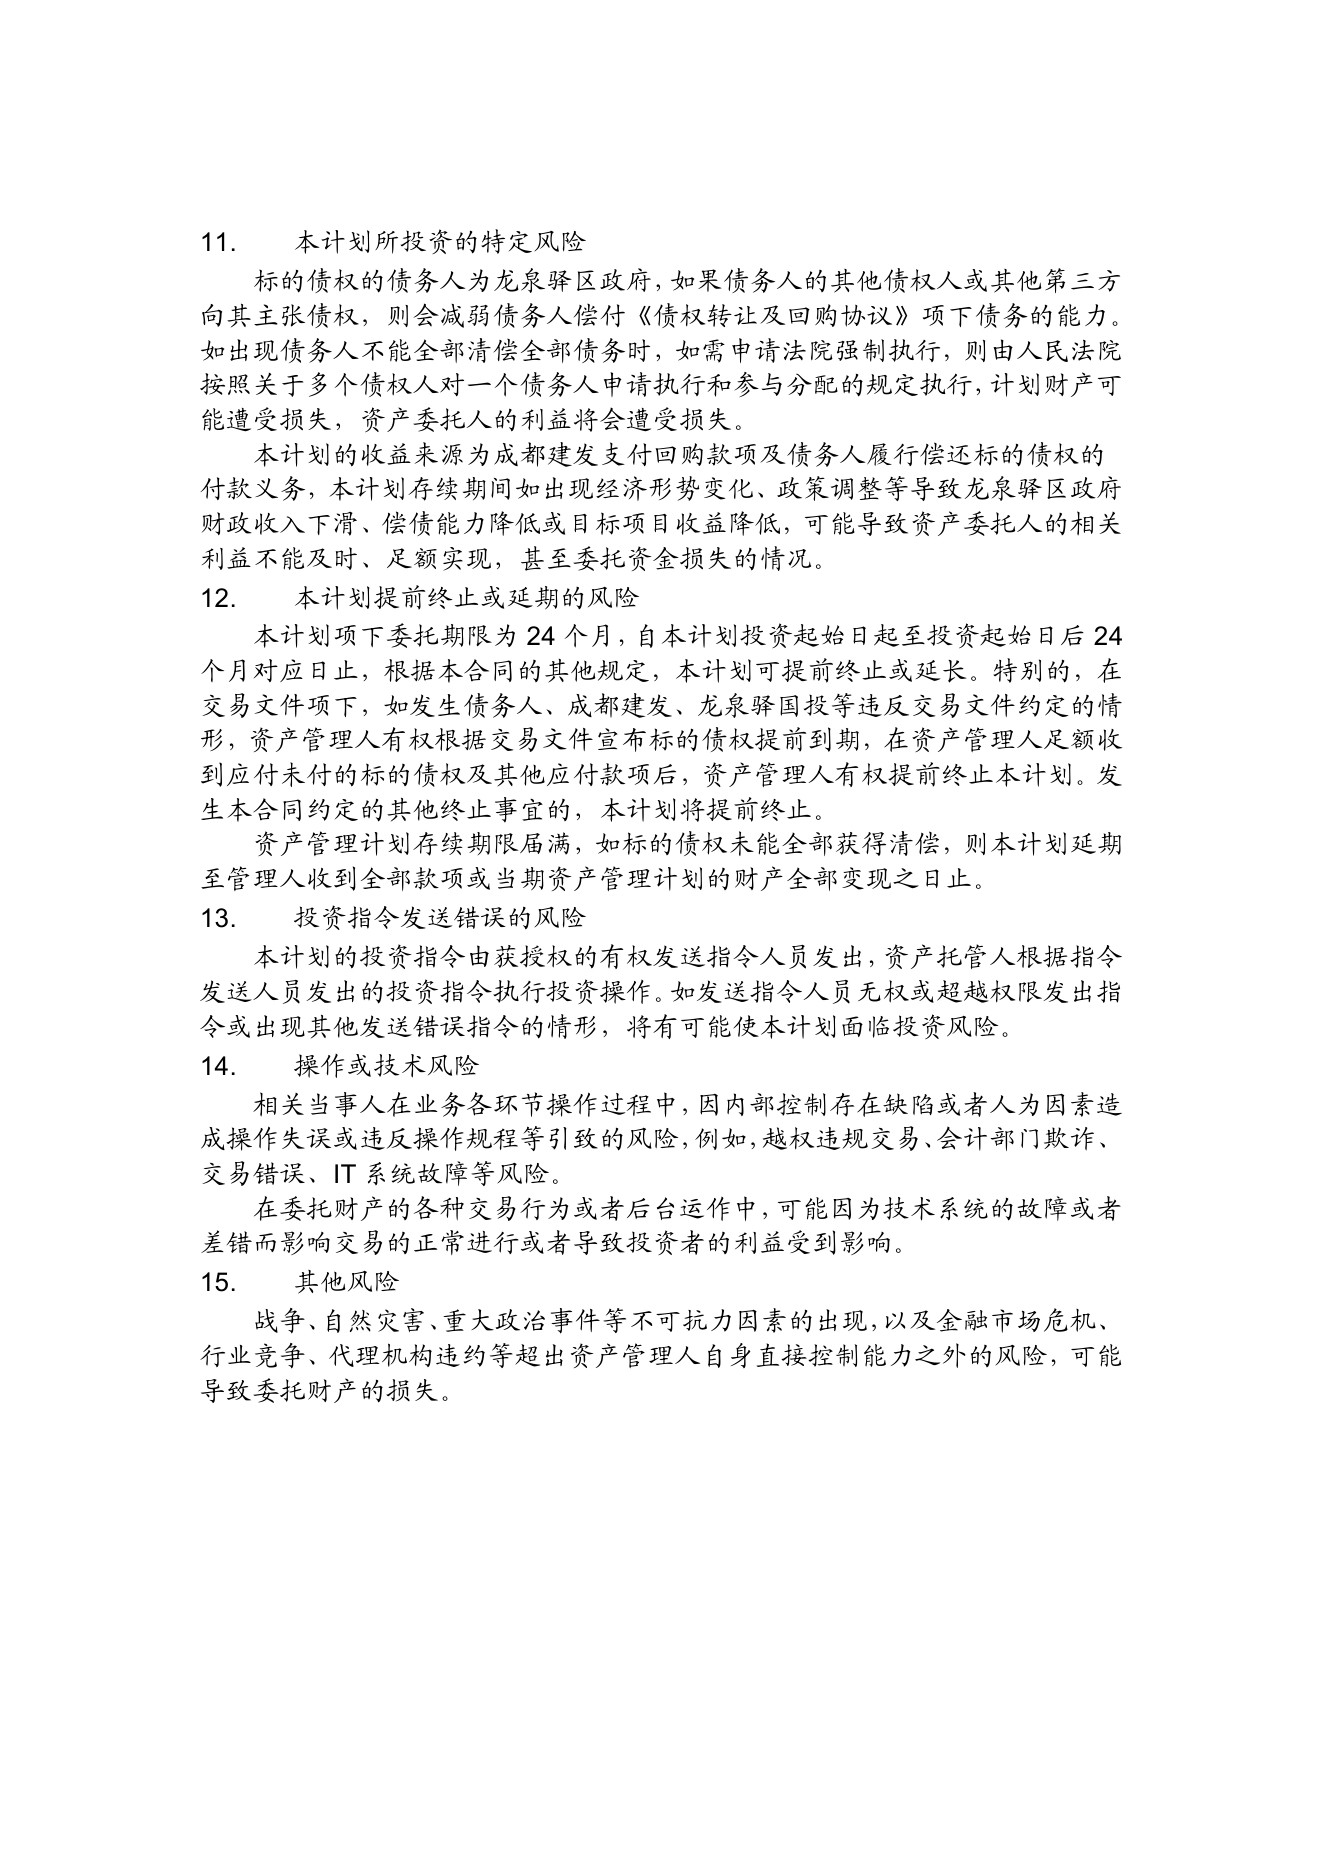 11. 本计划所投资的特定风险
标的债权的债务人为龙泉驿区政府，如果债务人的其他债权人或其他第三方
向其主张债权，则会减弱债务人偿付《债权转让及回购协议》项下债务的能力。
如出现债务人不能全部清偿全部债务时，如需申请法院强制执行，则由人民法院
按照关于多个债权人对一个债务人申请执行和参与分配的规定执行，计划财产可
能遭受损失，资产委托人的利益将会遭受损失。
本计划的收益来源为成都建发支付回购款项及债务人履行偿还标的债权的
付款义务，本计划存续期间如出现经济形势变化、政策调整等导致龙泉驿区政府
财政收入下滑、偿债能力降低或目标项目收益降低，可能导致资产委托人的相关
利益不能及时、足额实现，甚至委托资金损失的情况。
12. 本计划提前终止或延期的风险
本计划项下委托期限为 24 个月，自本计划投资起始日起至投资起始日后 24
个月对应日止，根据本合同的其他规定，本计划可提前终止或延长。特别的，在
交易文件项下，如发生债务人、成都建发、龙泉驿国投等违反交易文件约定的情
形，资产管理人有权根据交易文件宣布标的债权提前到期，在资产管理人足额收
到应付未付的标的债权及其他应付款项后，资产管理人有权提前终止本计划。发
生本合同约定的其他终止事宜的，本计划将提前终止。
资产管理计划存续期限届满，如标的债权未能全部获得清偿，则本计划延期
至管理人收到全部款项或当期资产管理计划的财产全部变现之日止。
13. 投资指令发送错误的风险
本计划的投资指令由获授权的有权发送指令人员发出，资产托管人根据指令
发送人员发出的投资指令执行投资操作。如发送指令人员无权或超越权限发出指
令或出现其他发送错误指令的情形，将有可能使本计划面临投资风险。
14. 操作或技术风险
相关当事人在业务各环节操作过程中，因内部控制存在缺陷或者人为因素造
成操作失误或违反操作规程等引致的风险，例如，越权违规交易、会计部门欺诈、
交易错误、IT 系统故障等风险。
在委托财产的各种交易行为或者后台运作中，可能因为技术系统的故障或者
差错而影响交易的正常进行或者导致投资者的利益受到影响。
15. 其他风险
战争、自然灾害、重大政治事件等不可抗力因素的出现，以及金融市场危机、
行业竞争、代理机构违约等超出资产管理人自身直接控制能力之外的风险，可能
导致委托财产的损失。